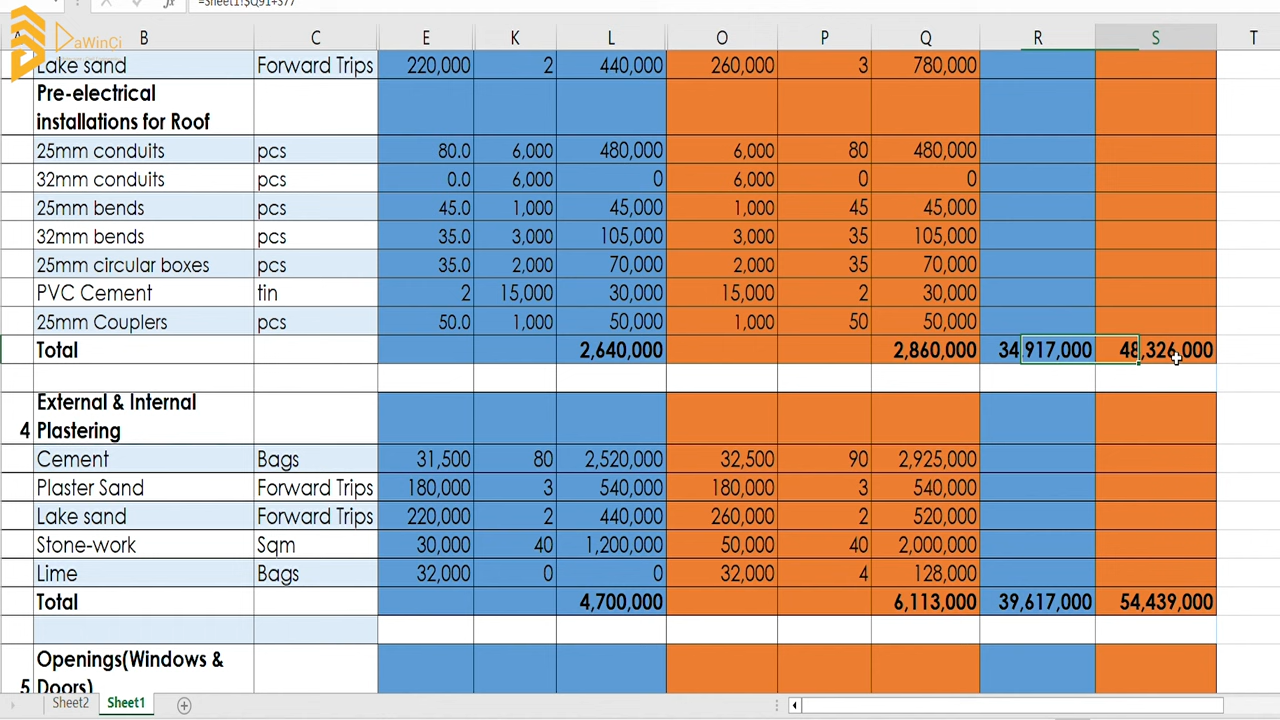 =Sheet1!$Q91+S77
DaWinCi
B C E K L O P Q R S T
Lake sand Forward Trips 220,000 2 440,000 260,000 3 780,000
Pre-electrical
installations for Roof
25mm conduits pcs 80.0 6,000 480,000 6,000 80 480,000
32mm conduits pcs 0.0 6,000 0 6,000 0 0
25mm bends pcs 45.0 1,000 45,000 1,000 45 45,000
32mm bends pcs 35.0 3,000 105,000 3,000 35 105,000
25mm circular boxes pcs 35.0 2,000 70,000 2,000 35 70,000
PVC Cement tin 2 15,000 30,000 15,000 2 30,000
25mm Couplers pcs 50.0 1,000 50,000 1,000 50 50,000
Total 2,640,000 2,860,000 34,917,000 48,326,000
External & Internal
4 Plastering
Cement Bags 31,500 80 2,520,000 32,500 90 2,925,000
Plaster Sand Forward Trips 180,000 3 540,000 180,000 3 540,000
Lake sand Forward Trips 220,000 2 440,000 260,000 2 520,000
Stone-work Sqm 30,000 40 1,200,000 50,000 40 2,000,000
Lime Bags 32,000 0 0 32,000 4 128,000
Total 4,700,000 6,113,000 39,617,000 54,439,000
Openings(Windows &
5 Doors)
Sheet2 Sheet1